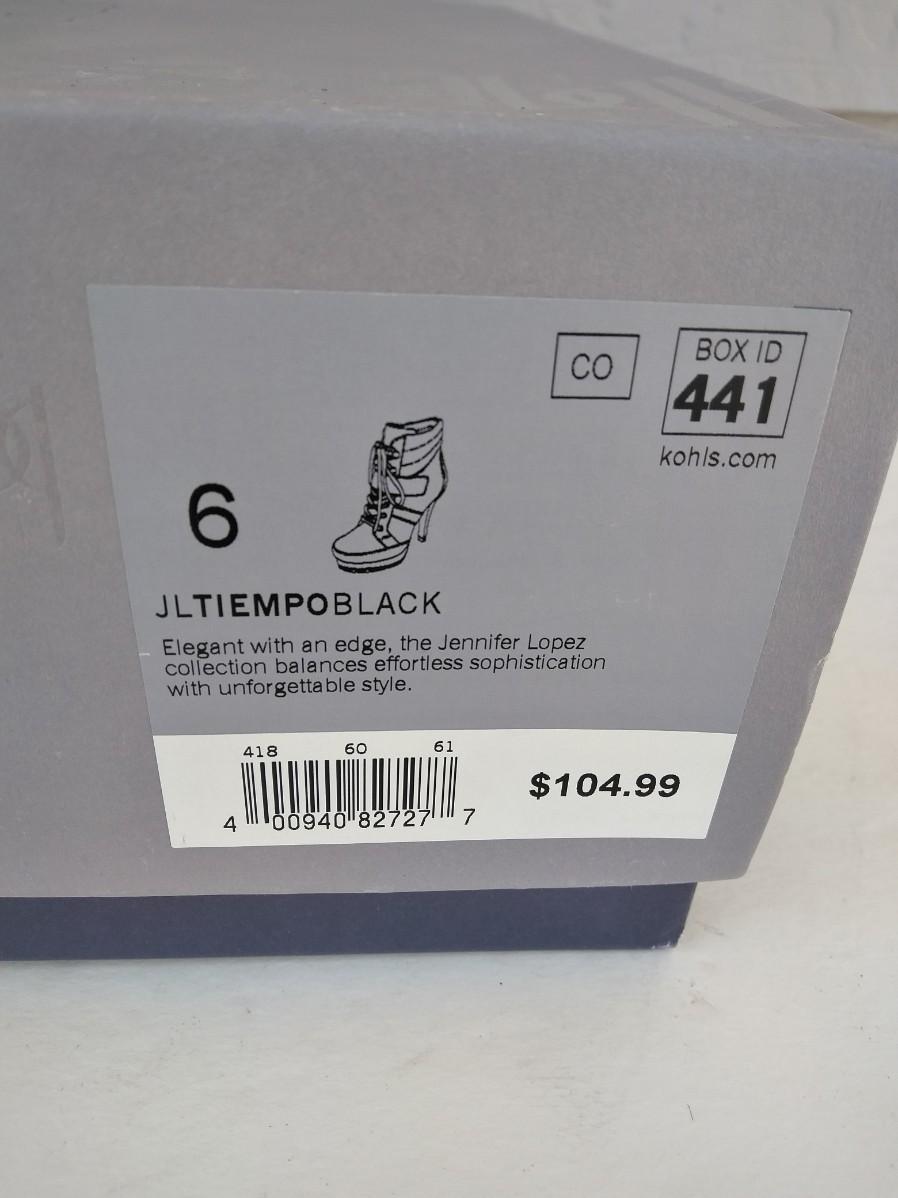 CO
BOX ID
441
kohls.com
6
JLTIEMPOBLACK
Elegant with an edge, the Jennifer Lopez
collection balances effortless sophistication
with unforgettable style.
418 60 61
4 00940 82727 7
$104.99